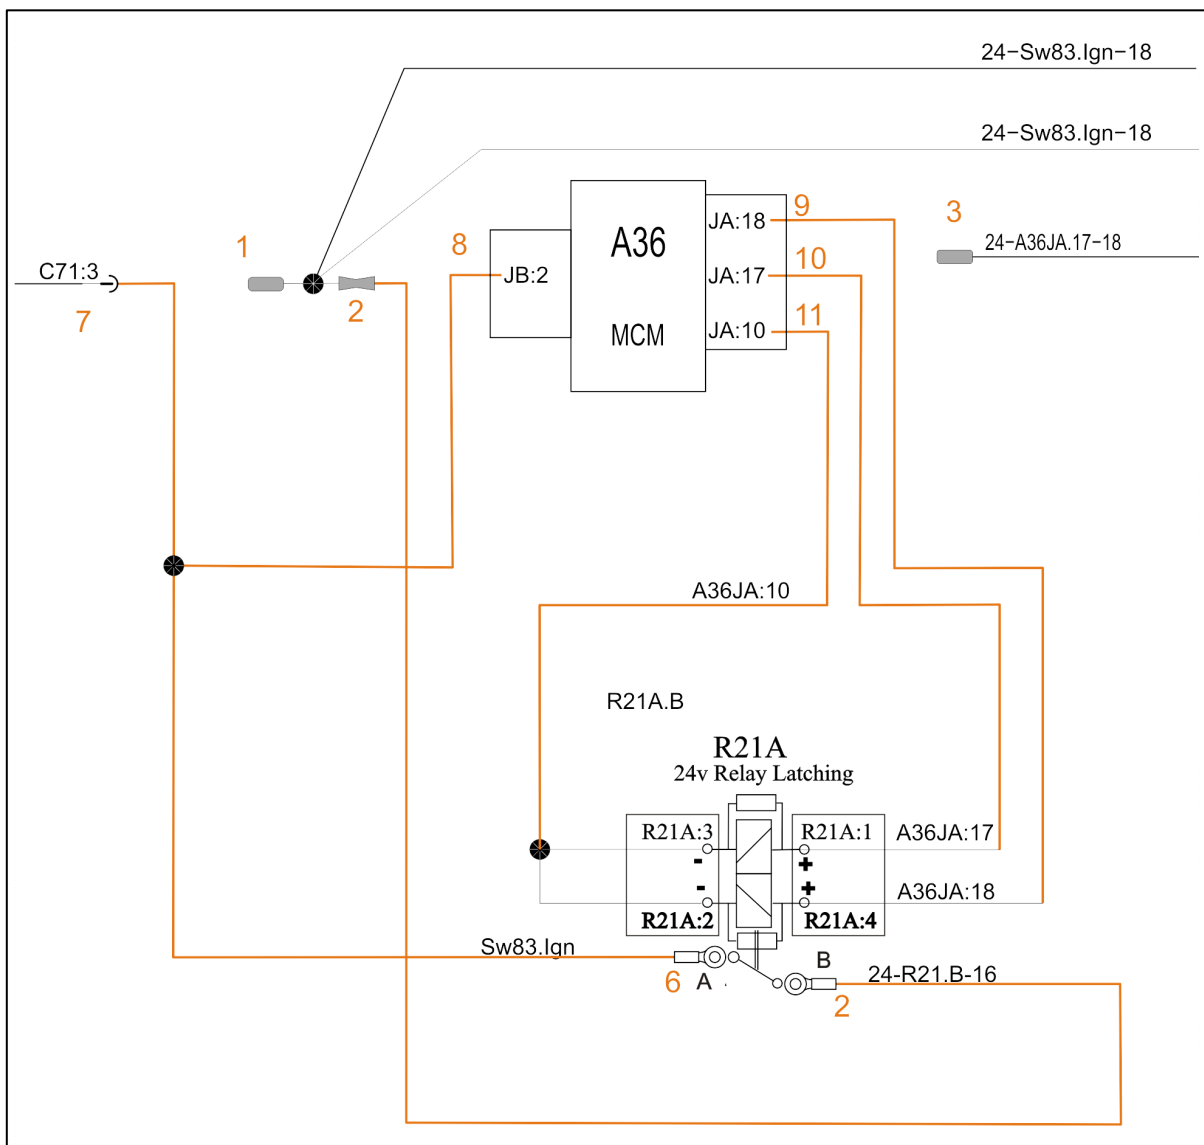 24−Sw83.Ign−18
24−Sw83.Ign−18
1
C71:3
7
2
8
JB:2
A36
MCM
JA:18
JA:17
JA:10
9
10
11
3
24-A36JA.17-18
A36JA:10
R21A.B
R21A
24v Relay Latching
R21A:3
-
-
R21A:2
R21A:1
+
+
R21A:4
A36JA:17
A36JA:18
Sw83.Ign
6
A
B
24-R21.B-16
2